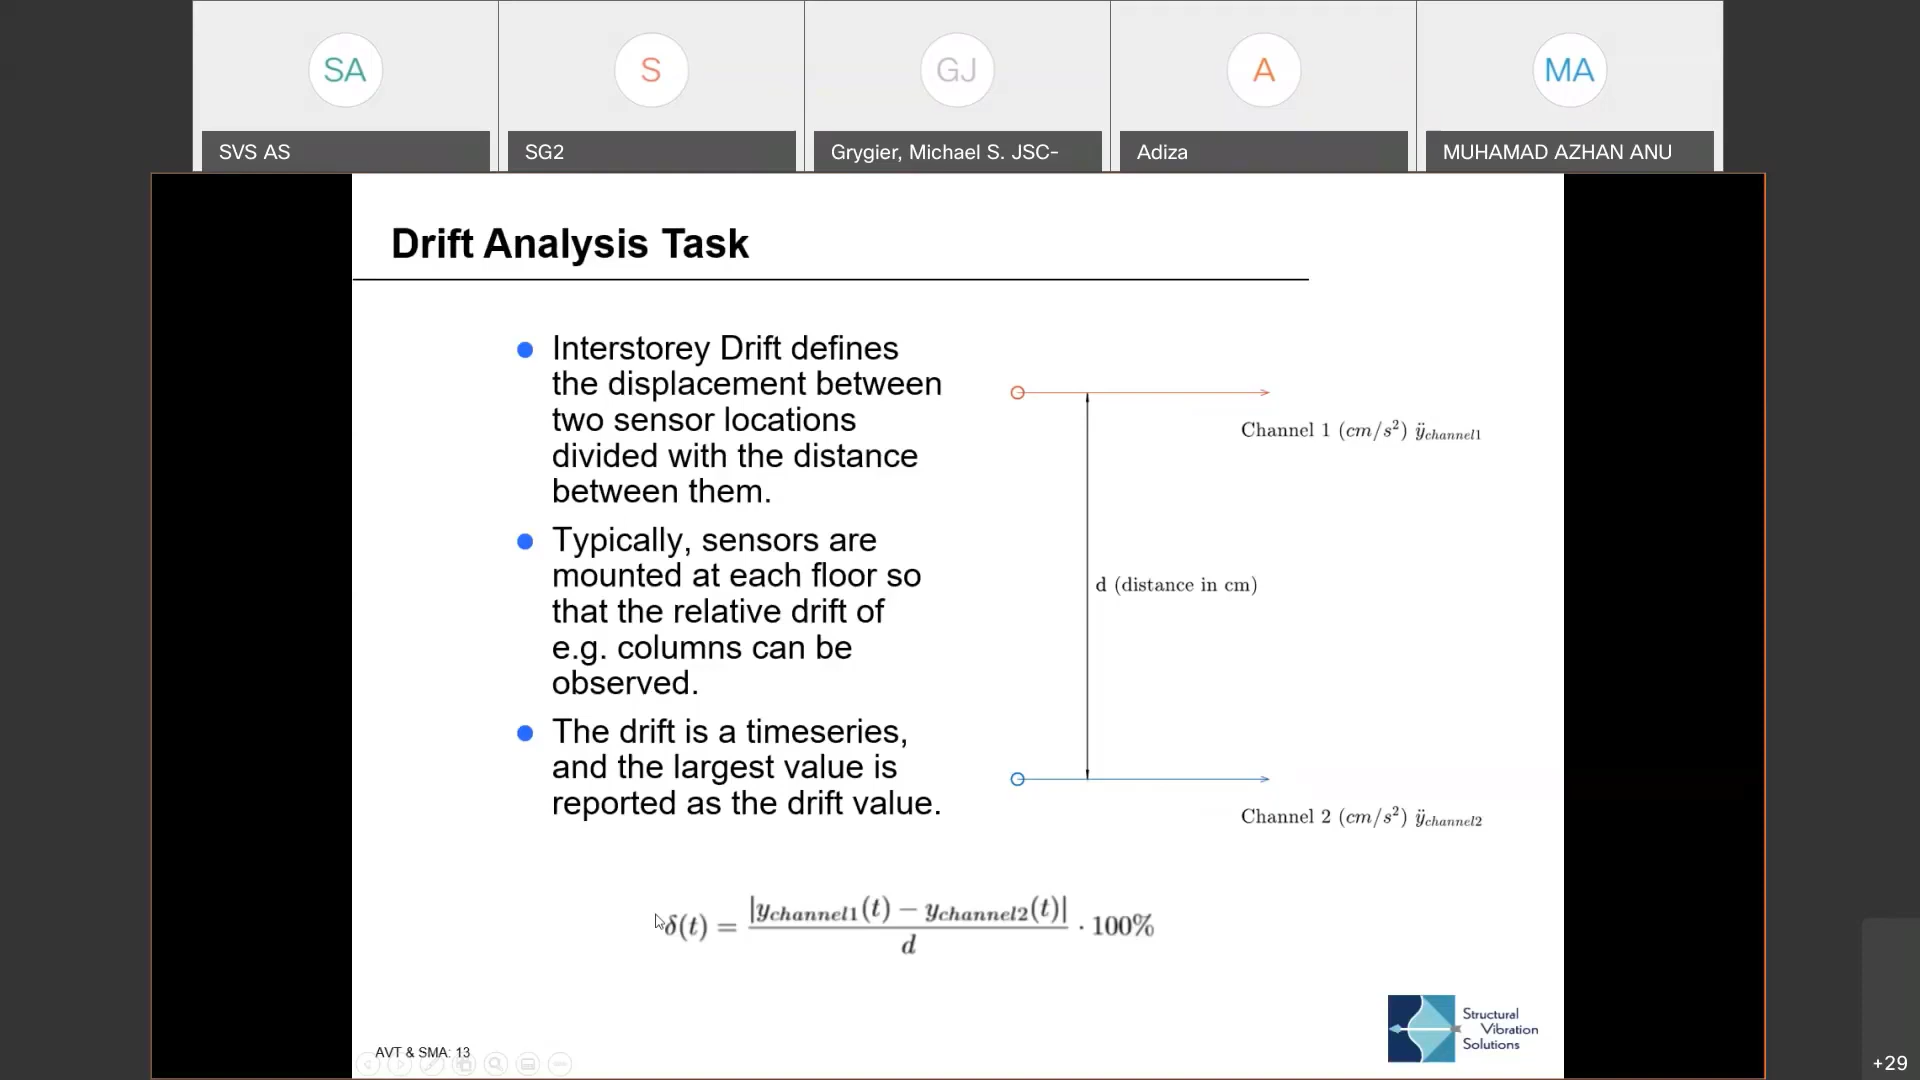 SA
S
GJ
A
MA
SVS AS
SG2
Grygier, Michael S. JSC-
Adiza
MUHAMAD AZHAN ANU
Drift Analysis Task
Interstorey Drift defines
the displacement between
two sensor locations
divided with the distance
between them.
Typically, sensors are
mounted at each floor so
that the relative drift of
e.g. columns can be
observed.
The drift is a timeseries,
and the largest value is
reported as the drift value.
Channel 1 (cm/s²) ÿchannel1
d (distance in cm)
Channel 2 (cm/s²) ÿchannel2
δ(t) = |ychannel1(t) − ychannel2(t)| / d · 100%
Structural
Vibration
Solutions
AVT & SMA: 13
+29